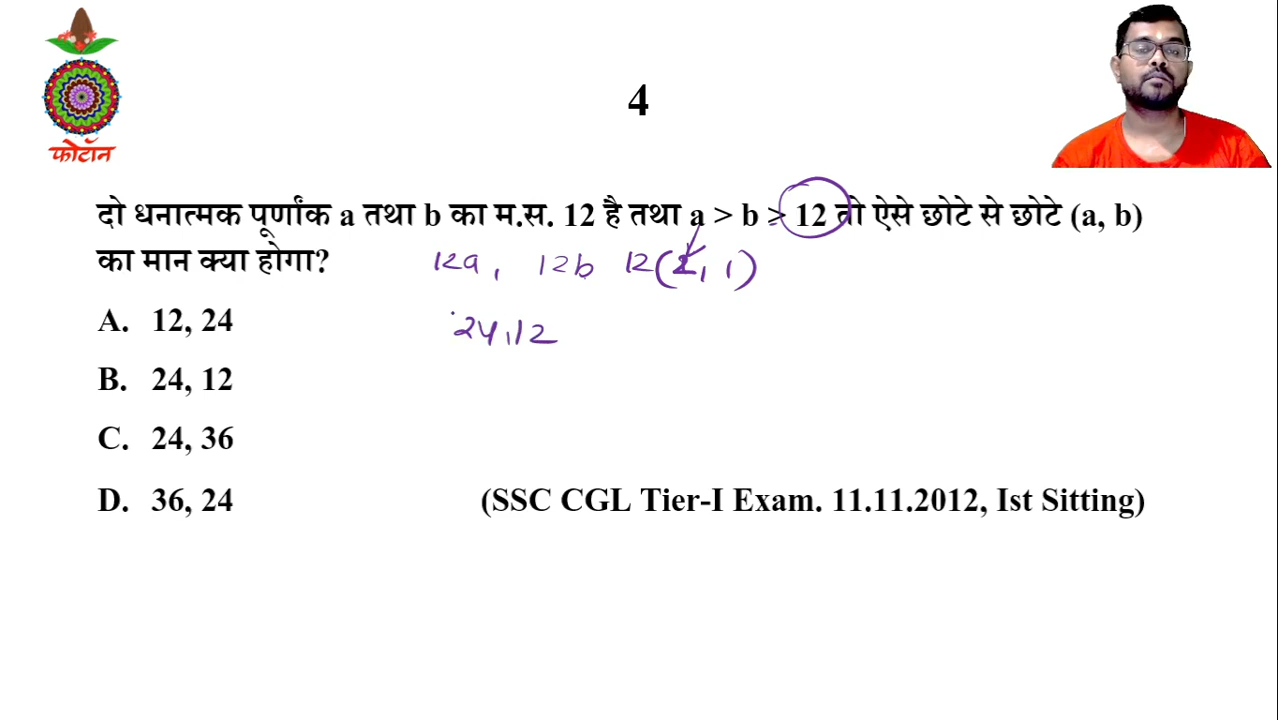 फोटॉन
4
दो धनात्मक पूर्णांक a तथा b का म.स. 12 है तथा a > b > 12 तो ऐसे छोटे से छोटे (a, b)
का मान क्या होगा?
12a, 12b 12(2, 1)
A. 12, 24
24,12
B. 24, 12
C. 24, 36
D. 36, 24 (SSC CGL Tier-I Exam. 11.11.2012, Ist Sitting)